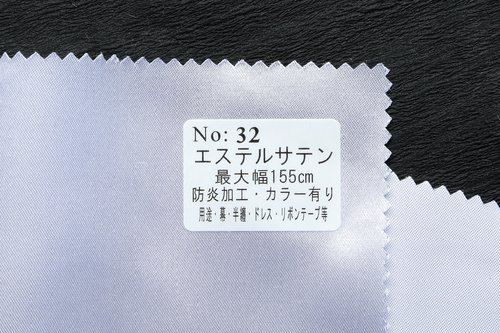 No: 32
エステルサテン
最大幅155cm
防炎加工・カラー有り
用途・幕・半纏・ドレス・リボンテープ等